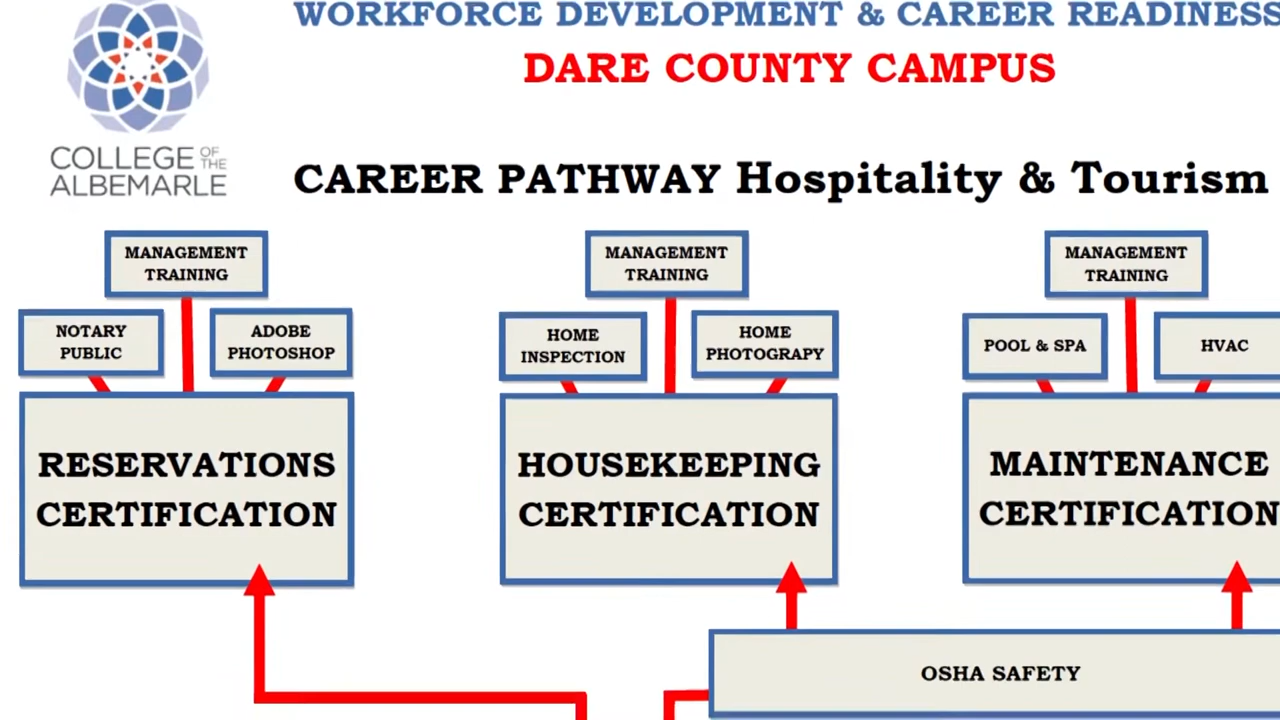 WORKFORCE DEVELOPMENT & CAREER READINESS
DARE COUNTY CAMPUS
COLLEGE OF THE
ALBEMARLE
CAREER PATHWAY Hospitality & Tourism
MANAGEMENT
TRAINING
NOTARY
PUBLIC
ADOBE
PHOTOSHOP
RESERVATIONS
CERTIFICATION
MANAGEMENT
TRAINING
HOME
INSPECTION
HOME
PHOTOGRAPY
HOUSEKEEPING
CERTIFICATION
MANAGEMENT
TRAINING
POOL & SPA
HVAC
MAINTENANCE
CERTIFICATION
OSHA SAFETY